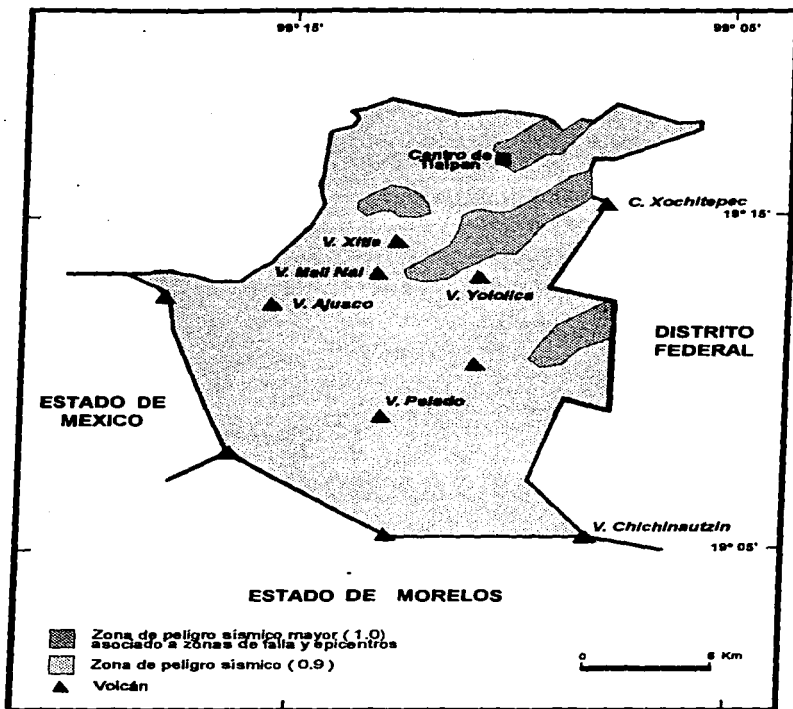 99° 15'
99° 05'
Centro de
Tlalpan
C. Xochitepec
19° 15'
V. Xitle
V. Mali Nal
V. Yololica
V. Ajusco
DISTRITO
FEDERAL
ESTADO DE
MEXICO
V. Pelado
V. Chichinautzin
19° 05'
ESTADO DE MORELOS
Zona de peligro sísmico mayor ( 1.0)
asociado a zonas de falla y epicentros
Zona de peligro sísmico ( 0.9 )
0
5 Km
Volcán